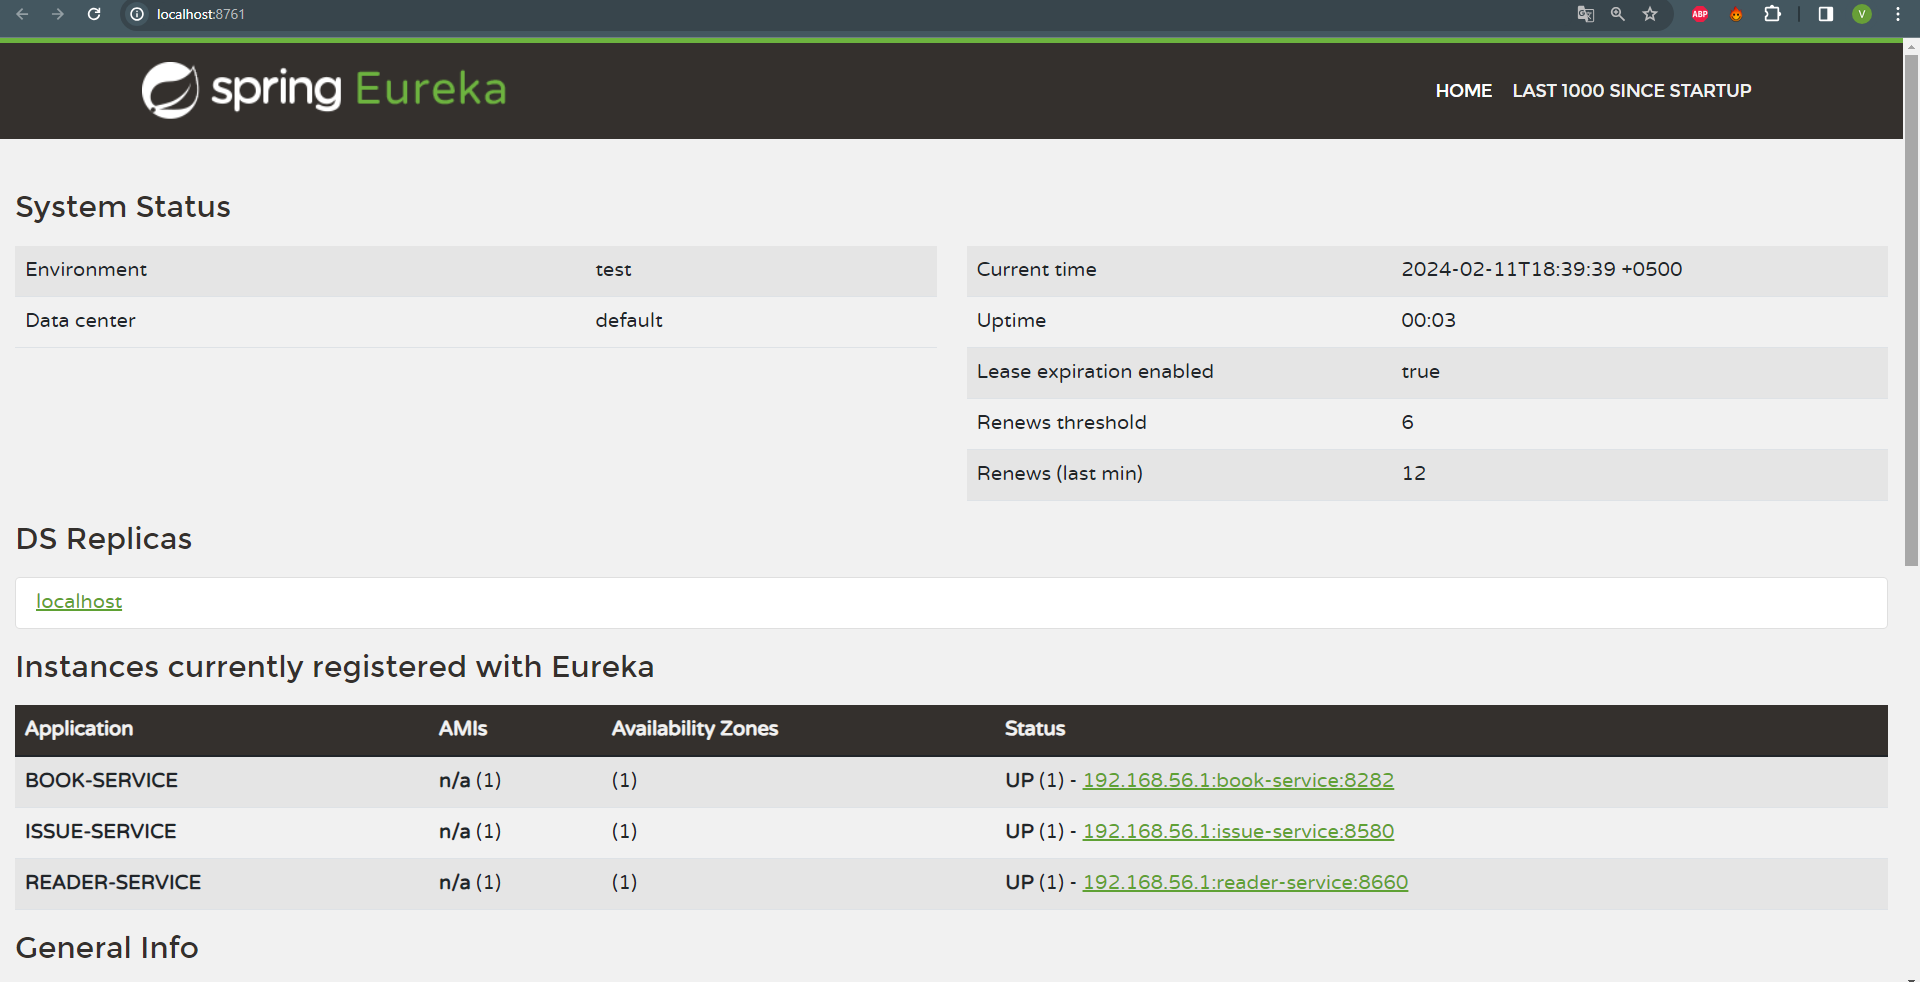 localhost:8761
ABP
V
spring Eureka
HOME LAST 1000 SINCE STARTUP
System Status
Environment test
Data center default
Current time 2024-02-11T18:39:39 +0500
Uptime 00:03
Lease expiration enabled true
Renews threshold 6
Renews (last min) 12
DS Replicas
localhost
Instances currently registered with Eureka
Application AMIs Availability Zones Status
BOOK-SERVICE n/a (1) (1) UP (1) - 192.168.56.1:book-service:8282
ISSUE-SERVICE n/a (1) (1) UP (1) - 192.168.56.1:issue-service:8580
READER-SERVICE n/a (1) (1) UP (1) - 192.168.56.1:reader-service:8660
General Info